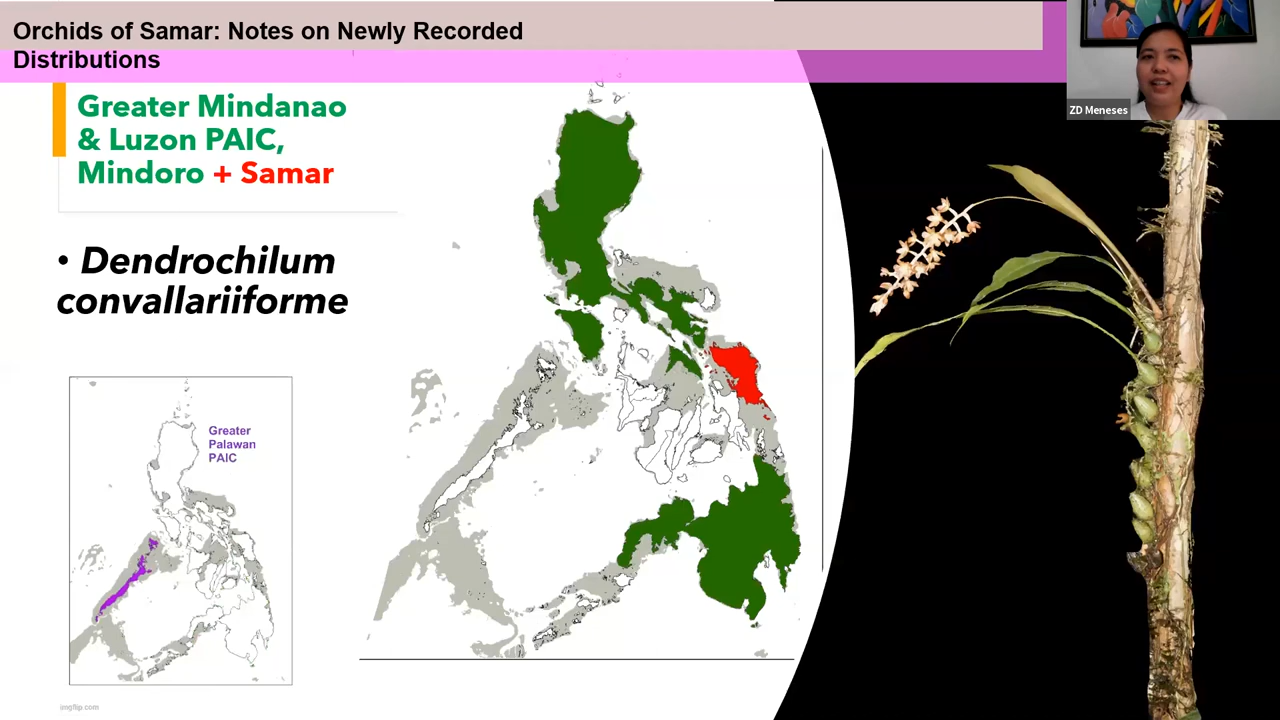 Orchids of Samar: Notes on Newly Recorded
Distributions
ZD Meneses
Greater Mindanao
& Luzon PAIC,
Mindoro + Samar
• Dendrochilum
convallariiforme
Greater
Palawan
PAIC
imgflip.com